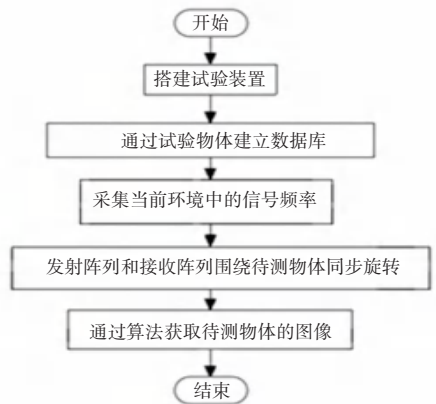 开始
搭建试验装置
通过试验物体建立数据库
采集当前环境中的信号频率
发射阵列和接收阵列围绕待测物体同步旋转
通过算法获取待测物体的图像
结束